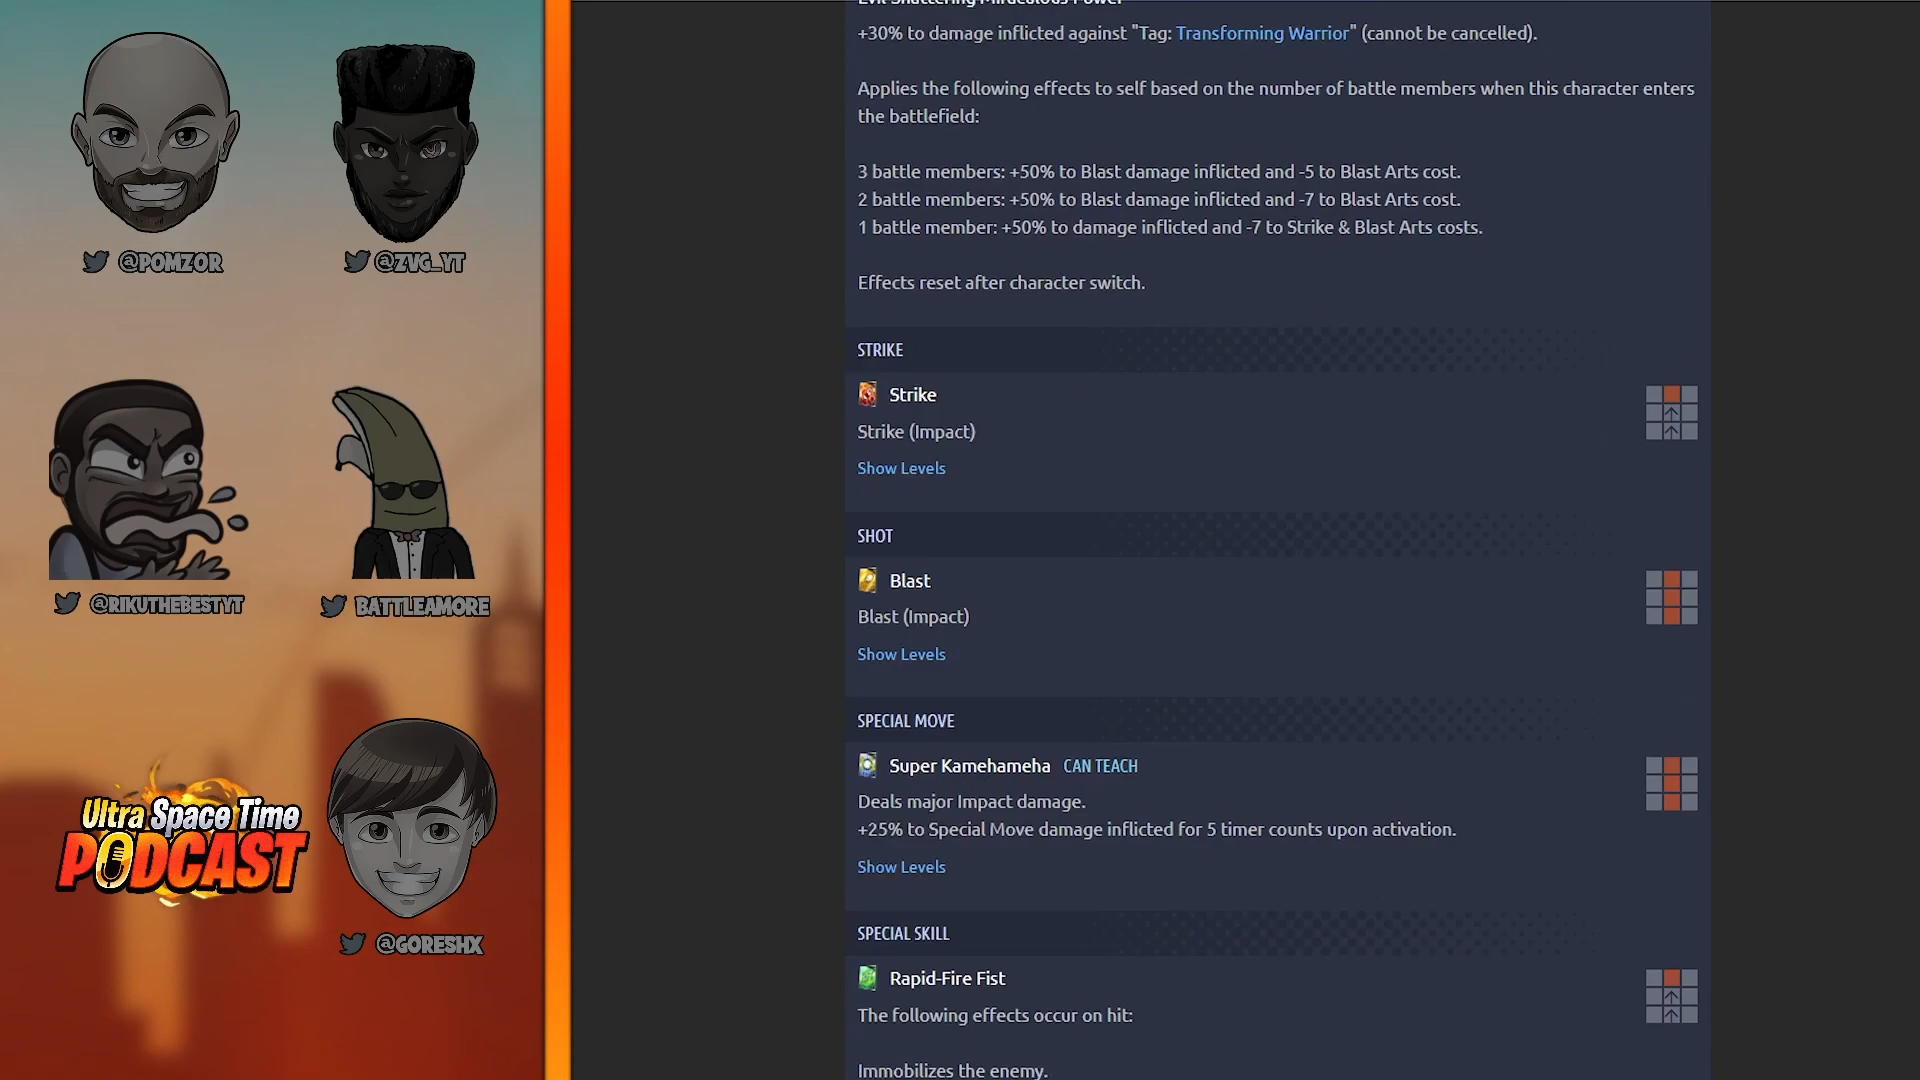 @POMZOR
@ZVG_YT
@RIKUTHEBESTYT
BATTLEAMORE
Ultra Space Time
PODCAST
@GORESHX
Evil-Shattering Miraculous Power
+30% to damage inflicted against "Tag: Transforming Warrior" (cannot be cancelled).
Applies the following effects to self based on the number of battle members when this character enters
the battlefield:
3 battle members: +50% to Blast damage inflicted and -5 to Blast Arts cost.
2 battle members: +50% to Blast damage inflicted and -7 to Blast Arts cost.
1 battle member: +50% to damage inflicted and -7 to Strike & Blast Arts costs.
Effects reset after character switch.
STRIKE
Strike
Strike (Impact)
Show Levels
SHOT
Blast
Blast (Impact)
Show Levels
SPECIAL MOVE
Super Kamehameha CAN TEACH
Deals major Impact damage.
+25% to Special Move damage inflicted for 5 timer counts upon activation.
Show Levels
SPECIAL SKILL
Rapid-Fire Fist
The following effects occur on hit:
Immobilizes the enemy.